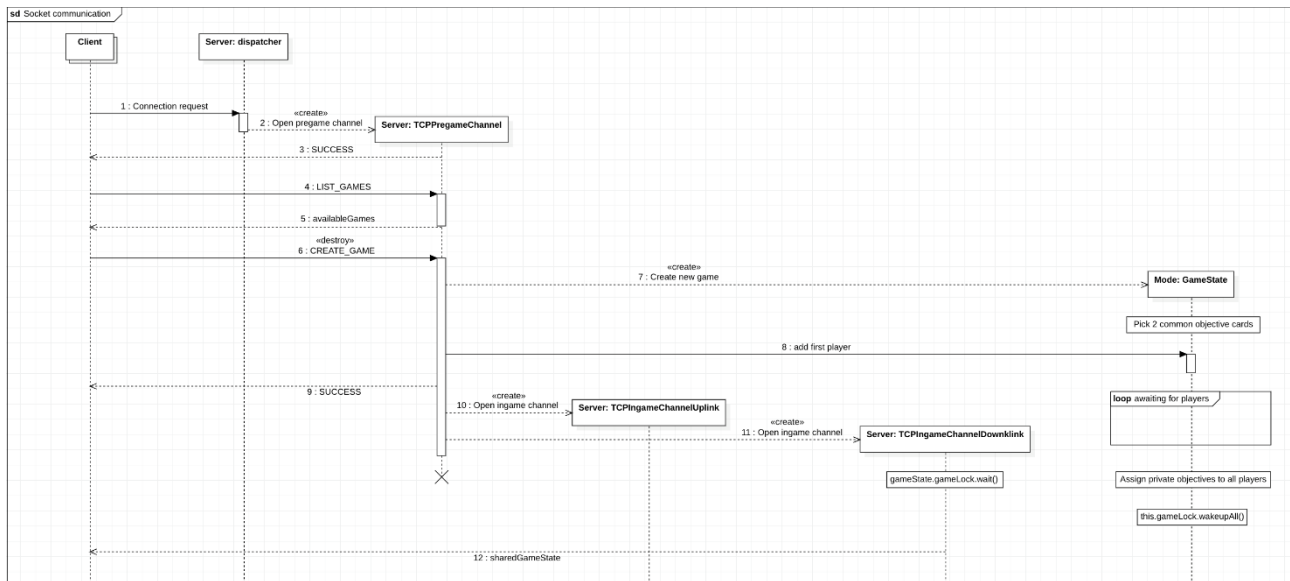 sd Socket communication
Client
Server: dispatcher
1 : Connection request
«create»
2 : Open pregame channel
Server: TCPPregameChannel
3 : SUCCESS
4 : LIST_GAMES
5 : availableGames
«destroy»
6 : CREATE_GAME
«create»
7 : Create new game
Mode: GameState
Pick 2 common objective cards
8 : add first player
9 : SUCCESS
«create»
10 : Open ingame channel
Server: TCPIngameChannelUplink
loop awaiting for players
«create»
11 : Open ingame channel
Server: TCPIngameChannelDownklink
gameState.gameLock.wait()
Assign private objectives to all players
this.gameLock.wakeupAll()
12 : sharedGameState